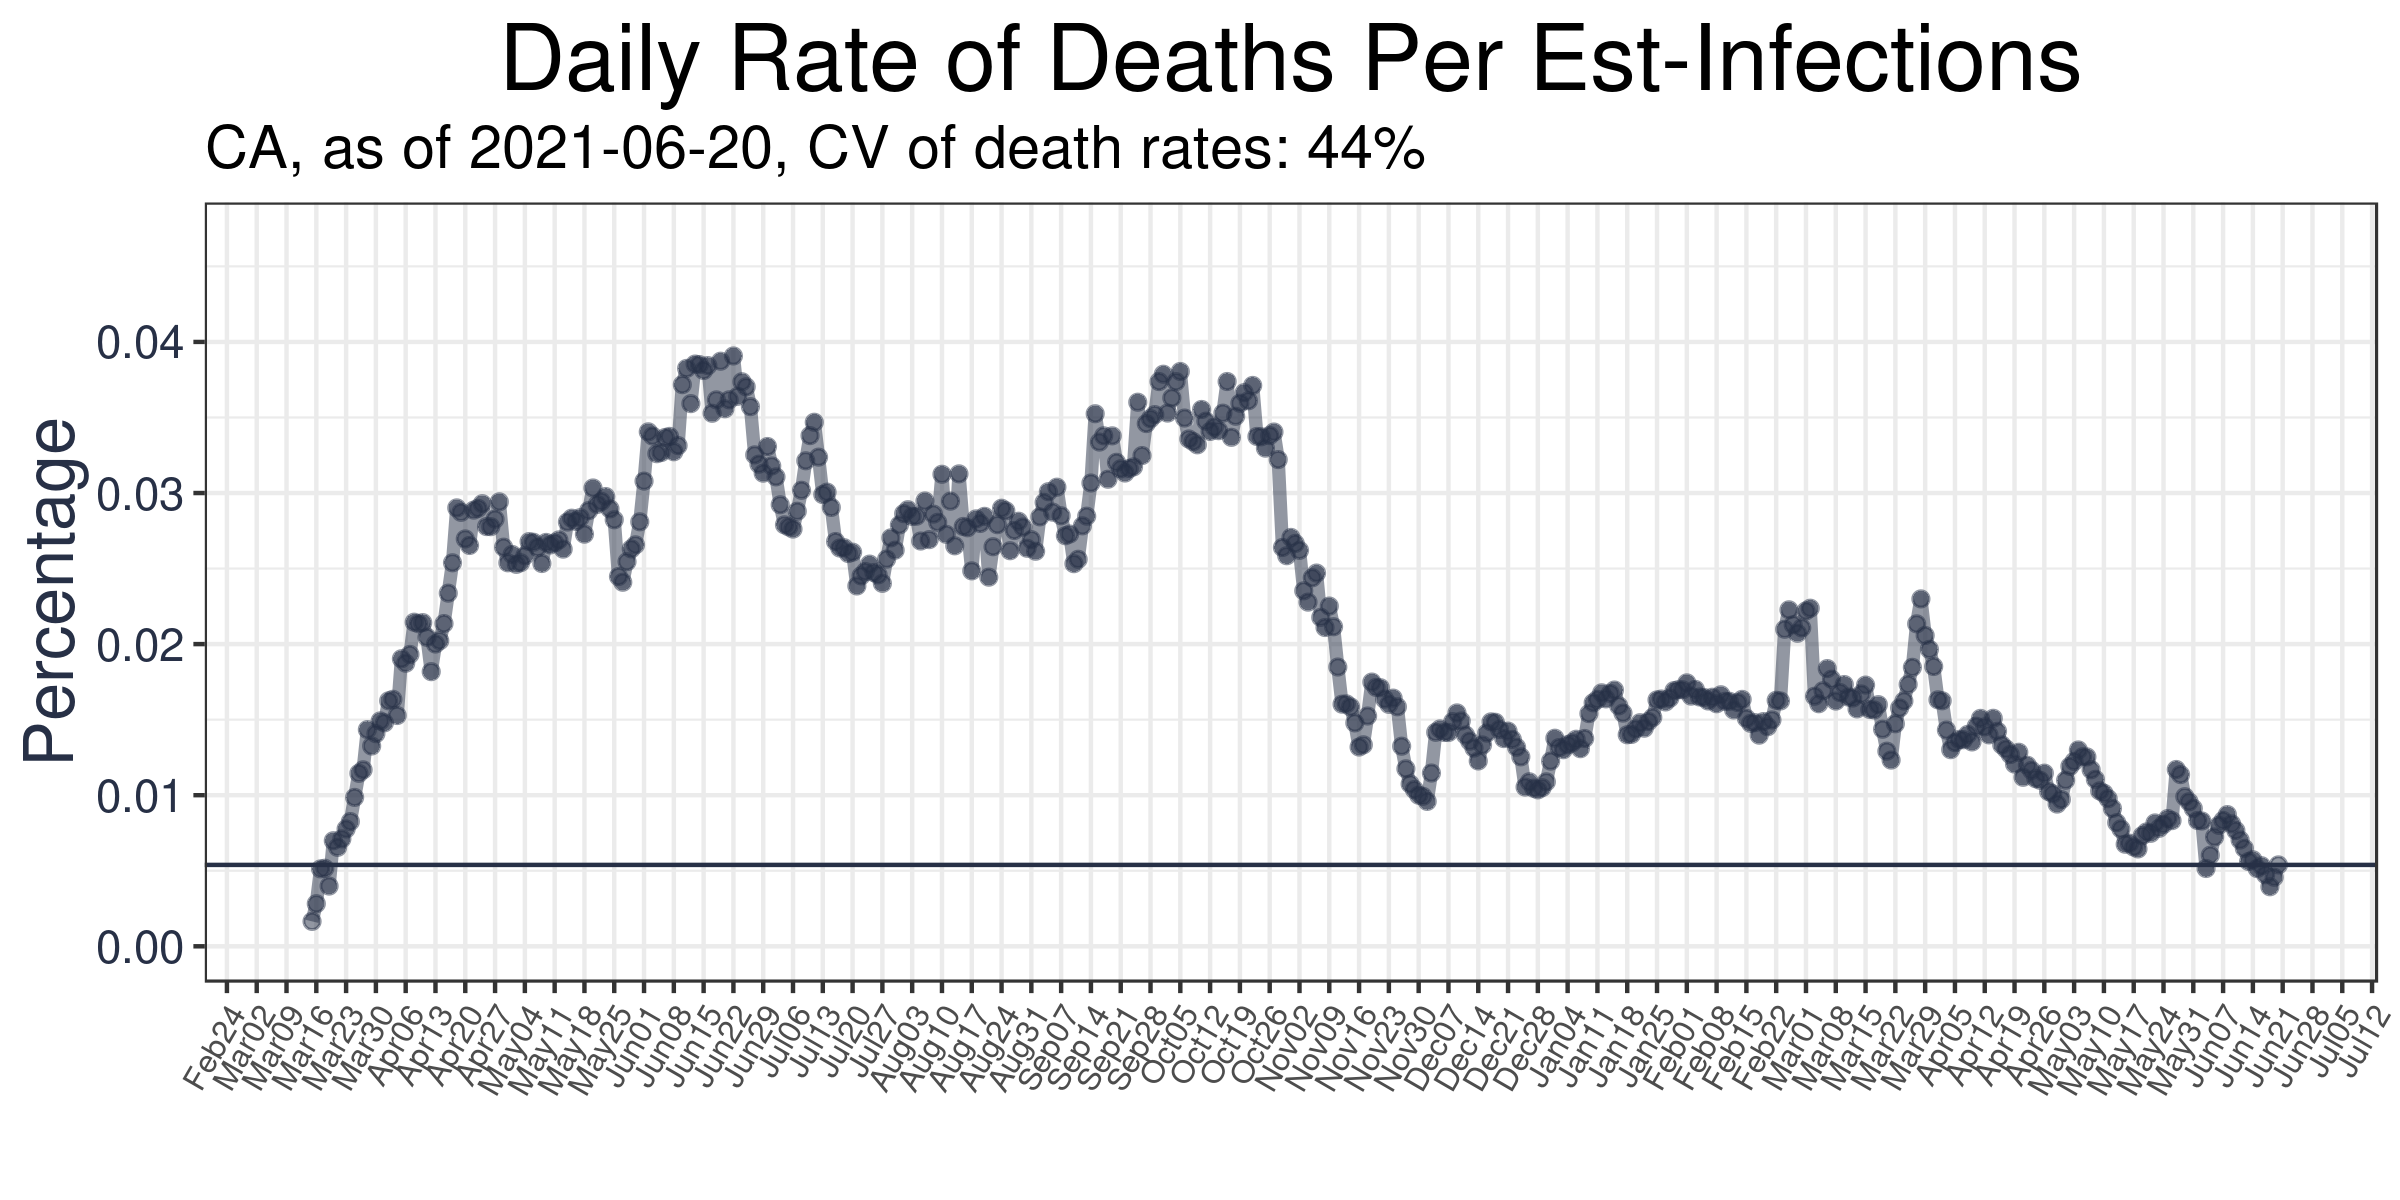 Daily Rate of Deaths Per Est-Infections
CA, as of 2021-06-20, CV of death rates: 44%
Percentage
0.04
0.03
0.02
0.01
0.00
Feb24
Mar02
Mar09
Mar16
Mar23
Mar30
Apr06
Apr13
Apr20
Apr27
May04
May11
May18
May25
Jun01
Jun08
Jun15
Jun22
Jun29
Jul06
Jul13
Jul20
Jul27
Aug03
Aug10
Aug17
Aug24
Aug31
Sep07
Sep14
Sep21
Sep28
Oct05
Oct12
Oct19
Oct26
Nov02
Nov09
Nov16
Nov23
Nov30
Dec07
Dec14
Dec21
Dec28
Jan04
Jan11
Jan18
Jan25
Feb01
Feb08
Feb15
Feb22
Mar01
Mar08
Mar15
Mar22
Mar29
Apr05
Apr12
Apr19
Apr26
May03
May10
May17
May24
May31
Jun07
Jun14
Jun21
Jun28
Jul05
Jul12